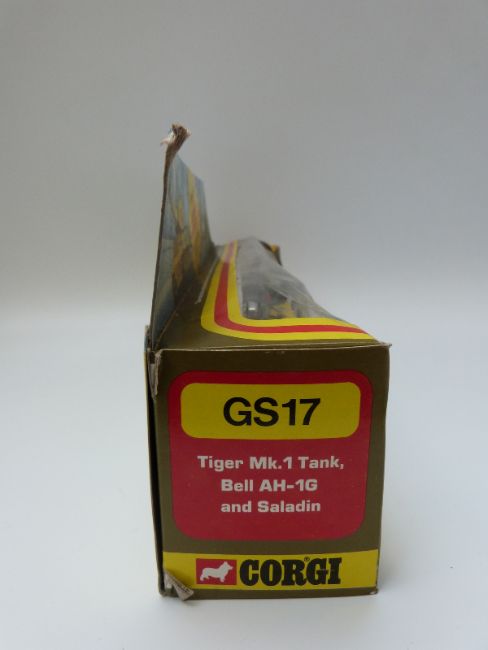 GS17
Tiger Mk.1 Tank,
Bell AH-1G
and Saladin
CORGI